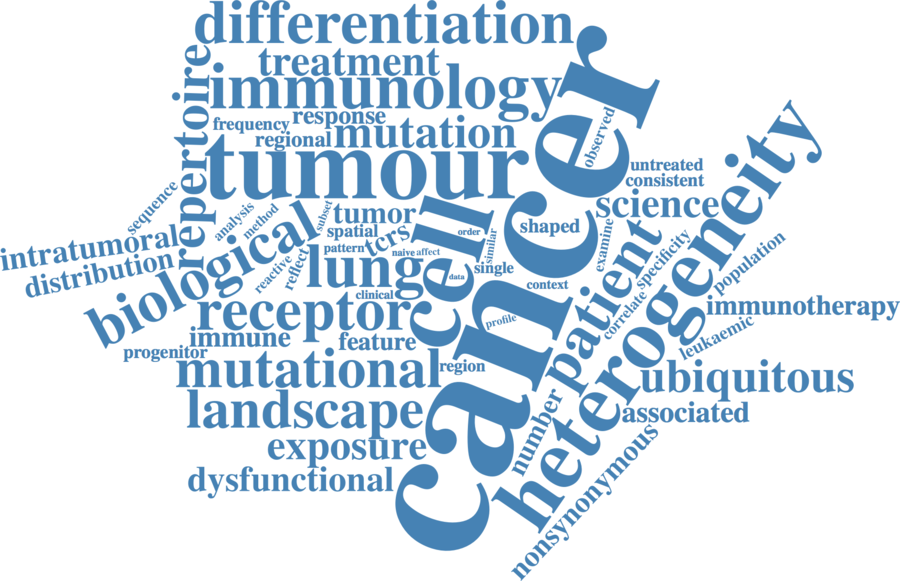 differentiation
treatment
immunology
repertoire
response
frequency
regional
mutation
tumour
cancer
observed
untreated
consistent
heterogeneity
sequence
analysis
method
subset
tumor
spatial
tcrs
pattern
naive
affect
order
similar
cell
shaped
science
examine
specificity
population
intratumoral
distribution
biological
reactive
reflect
lung
data
single
context
clinical
patient
correlate
immunotherapy
leukaemic
receptor
profile
immune
feature
progenitor
mutational
region
ubiquitous
landscape
number
associated
exposure
dysfunctional
nonsynonymous